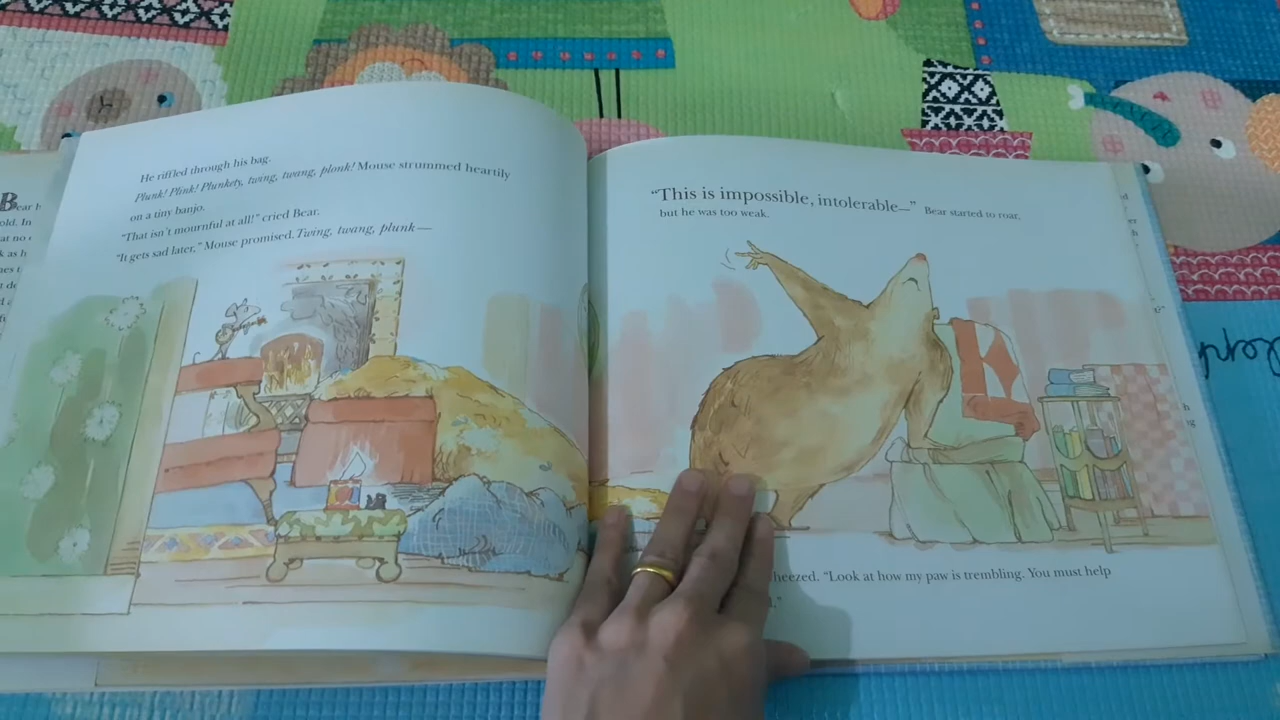 He riffled through his bag.
Plunk! Plink! Plunkety, twing, twang, plonk! Mouse strummed heartily
on a tiny banjo.
"That isn't mournful at all!" cried Bear.
"It gets sad later," Mouse promised. Twing, twang, plunk—
"This is impossible, intolerable—" Bear started to roar,
but he was too weak.
"Look at how my paw is trembling. You must help